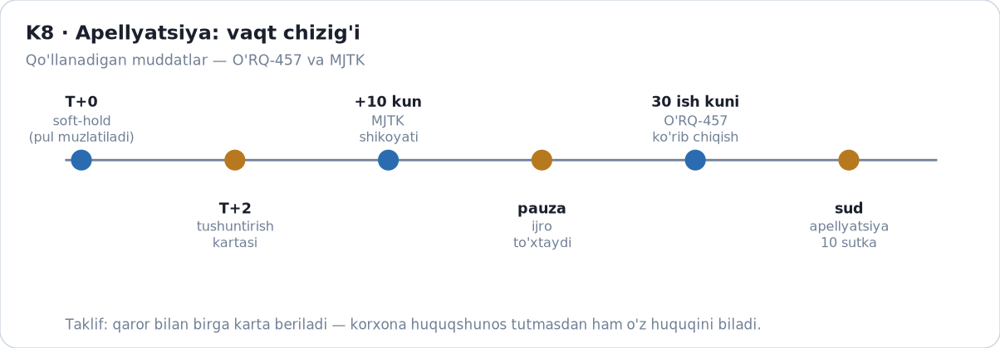 K8 · Apellyatsiya: vaqt chizig'i
Qo'llanadigan muddatlar — O'RQ-457 va MJTK
T+0
soft-hold
(pul muzlatiladi)
+10 kun
MJTK
shikoyati
30 ish kuni
O'RQ-457
ko'rib chiqish
T+2
tushuntirish
kartasi
pauza
ijro
to'xtaydi
sud
apellyatsiya
10 sutka
Taklif: qaror bilan birga karta beriladi — korxona huquqshunos tutmasdan ham o'z huquqini biladi.